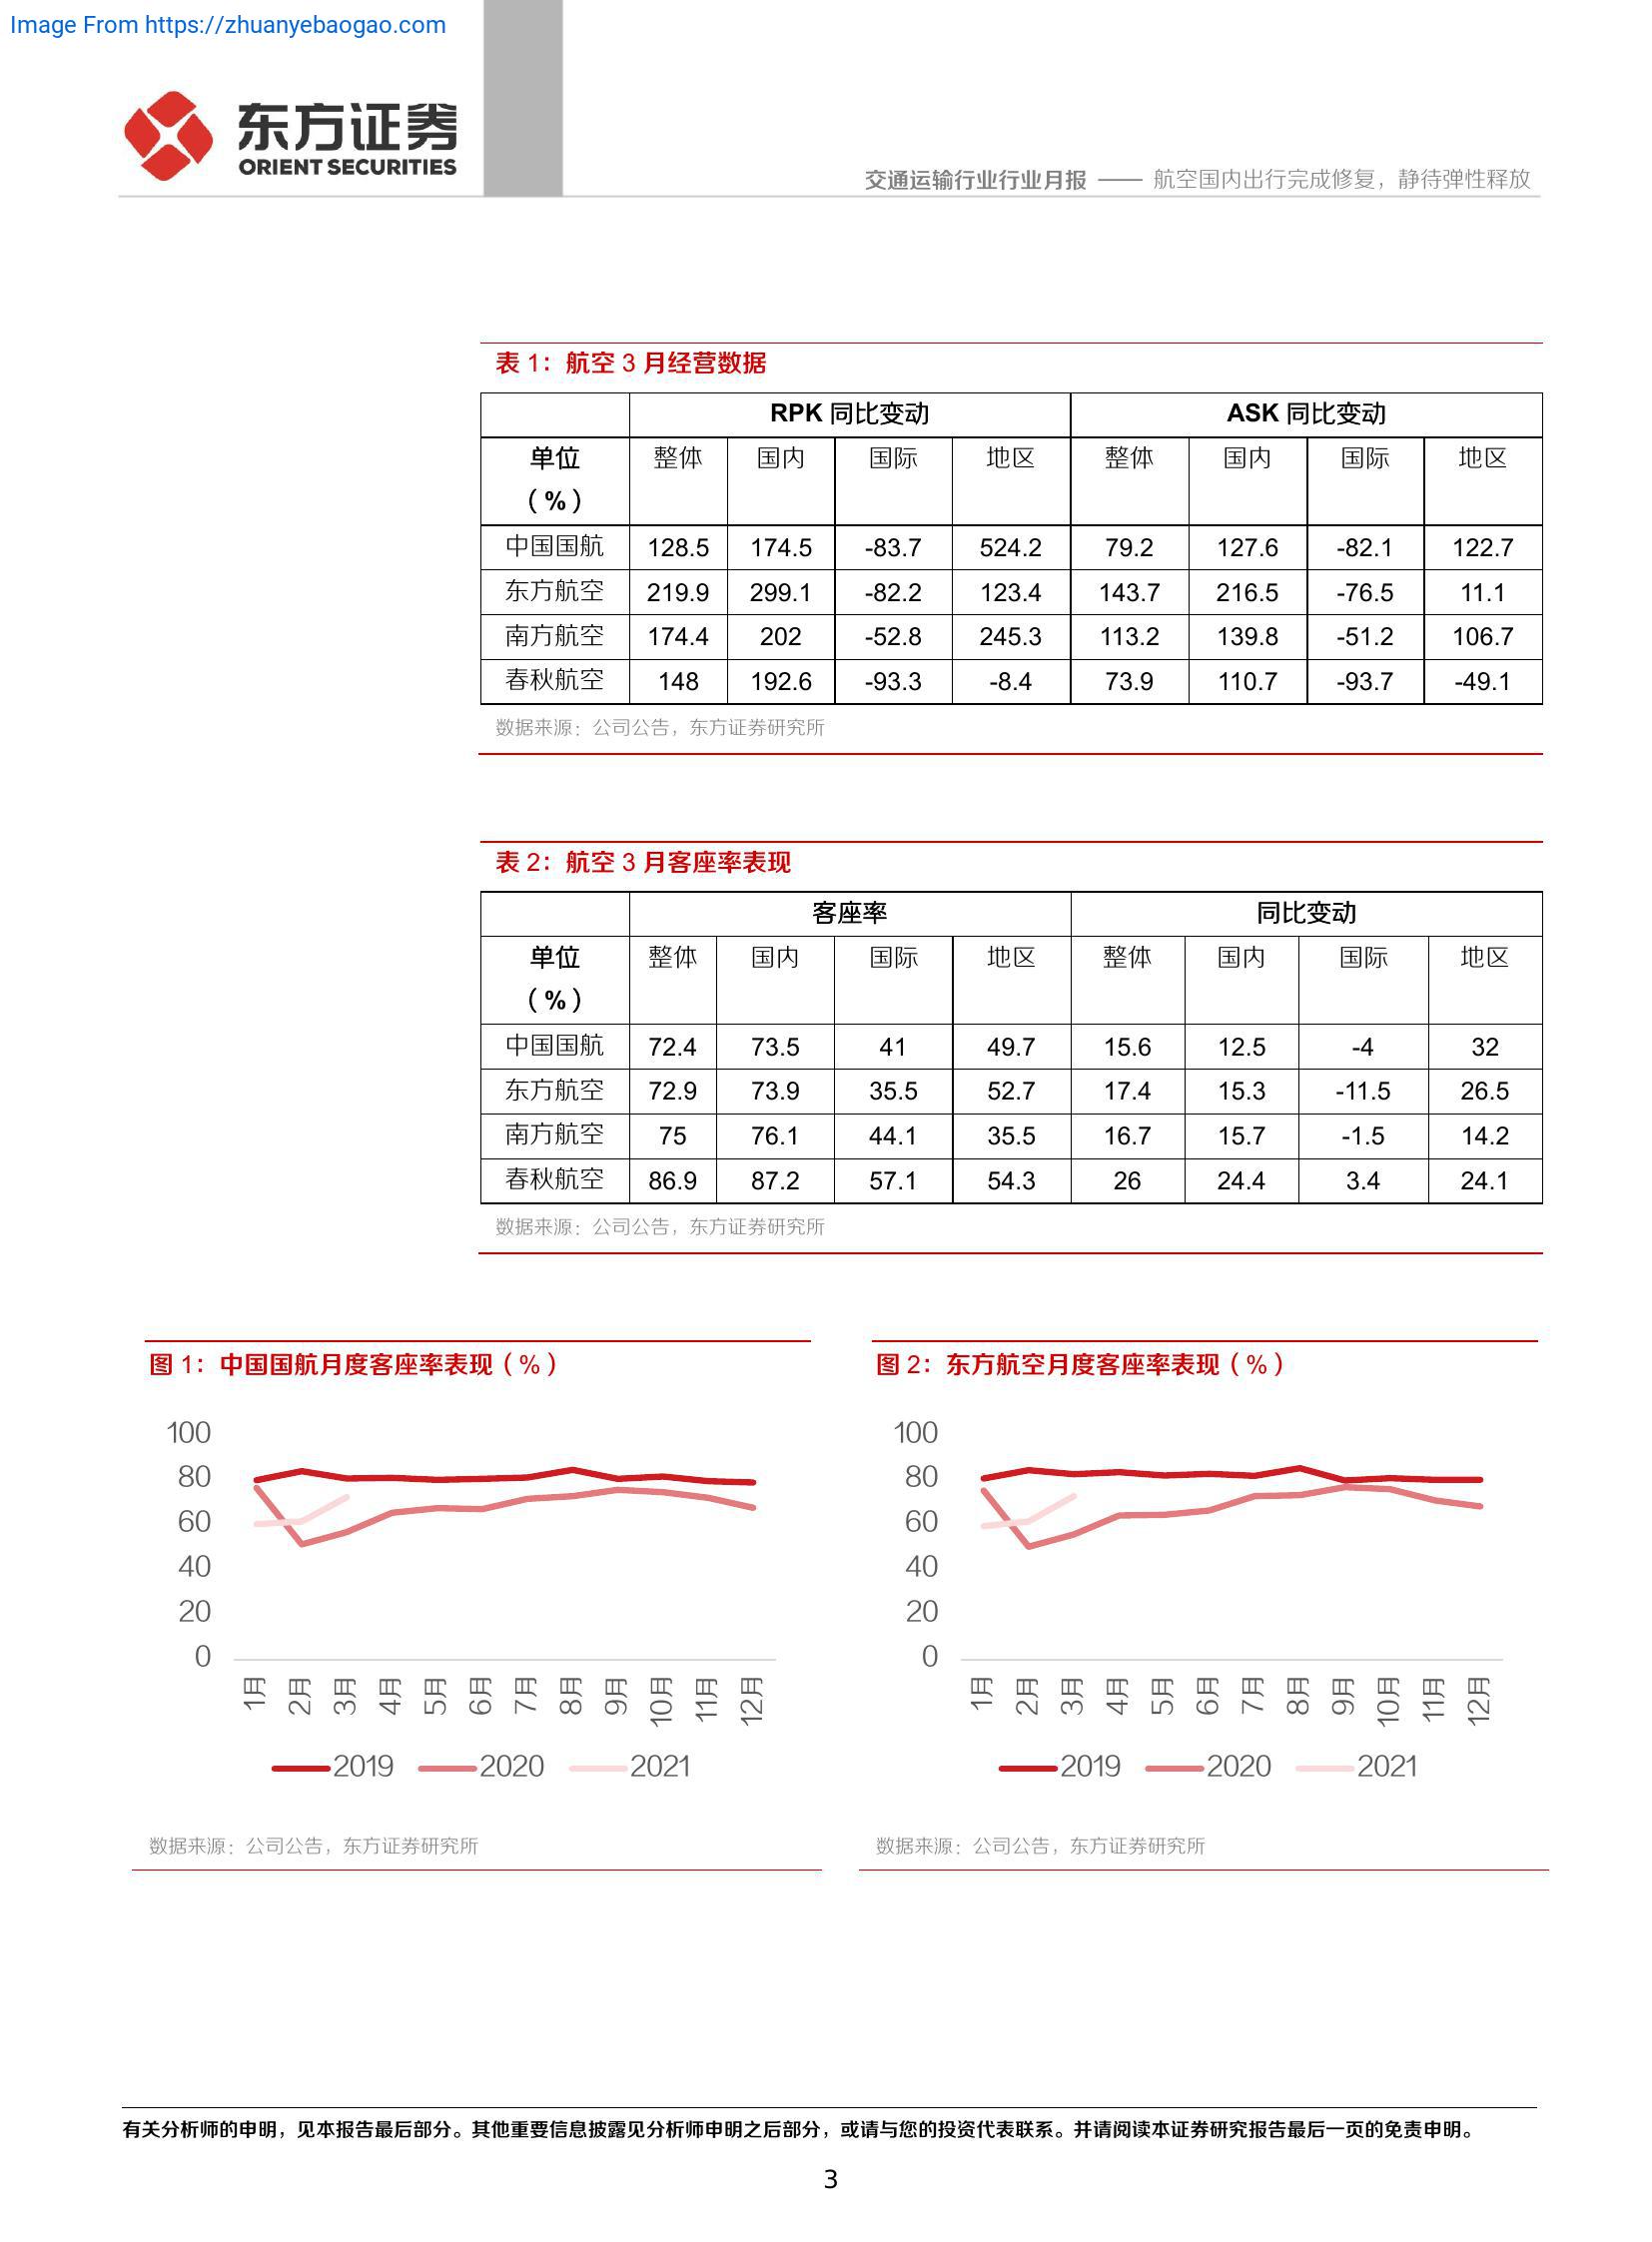 Image From https://zhuanyebaogao.com
东方证券
ORIENT SECURITIES
交通运输行业行业月报 —— 航空国内出行完成修复，静待弹性释放
表 1：航空 3 月经营数据
RPK 同比变动 ASK 同比变动
单位（%） 整体 国内 国际 地区 整体 国内 国际 地区
中国国航 128.5 174.5 -83.7 524.2 79.2 127.6 -82.1 122.7
东方航空 219.9 299.1 -82.2 123.4 143.7 216.5 -76.5 11.1
南方航空 174.4 202 -52.8 245.3 113.2 139.8 -51.2 106.7
春秋航空 148 192.6 -93.3 -8.4 73.9 110.7 -93.7 -49.1
数据来源：公司公告，东方证券研究所
表 2：航空 3 月客座率表现
客座率 同比变动
单位（%） 整体 国内 国际 地区 整体 国内 国际 地区
中国国航 72.4 73.5 41 49.7 15.6 12.5 -4 32
东方航空 72.9 73.9 35.5 52.7 17.4 15.3 -11.5 26.5
南方航空 75 76.1 44.1 35.5 16.7 15.7 -1.5 14.2
春秋航空 86.9 87.2 57.1 54.3 26 24.4 3.4 24.1
数据来源：公司公告，东方证券研究所
图 1：中国国航月度客座率表现（%）
100
80
60
40
20
0
1月 2月 3月 4月 5月 6月 7月 8月 9月 10月 11月 12月
2019 2020 2021
数据来源：公司公告，东方证券研究所
图 2：东方航空月度客座率表现（%）
100
80
60
40
20
0
1月 2月 3月 4月 5月 6月 7月 8月 9月 10月 11月 12月
2019 2020 2021
数据来源：公司公告，东方证券研究所
有关分析师的申明，见本报告最后部分。其他重要信息披露见分析师申明之后部分，或请与您的投资代表联系。并请阅读本证券研究报告最后一页的免责申明。
3